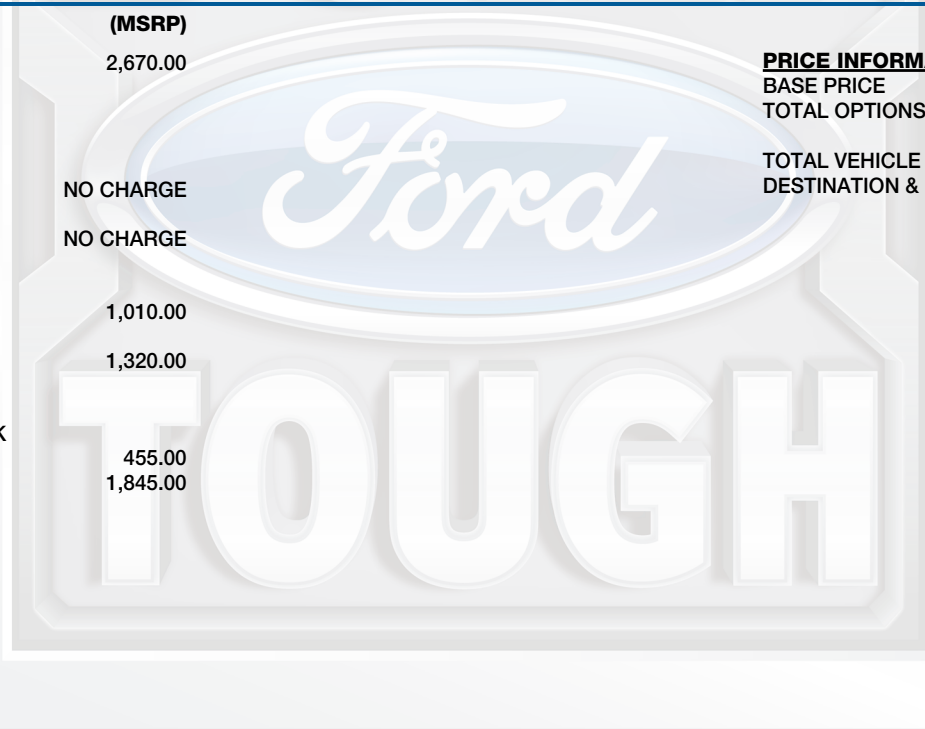 (MSRP)
2,670.00
NO CHARGE
NO CHARGE
1,010.00
1,320.00
K
455.00
1,845.00
PRICE INFORM
BASE PRICE
TOTAL OPTIONS
TOTAL VEHICLE
DESTINATION &
Ford
TOUGH